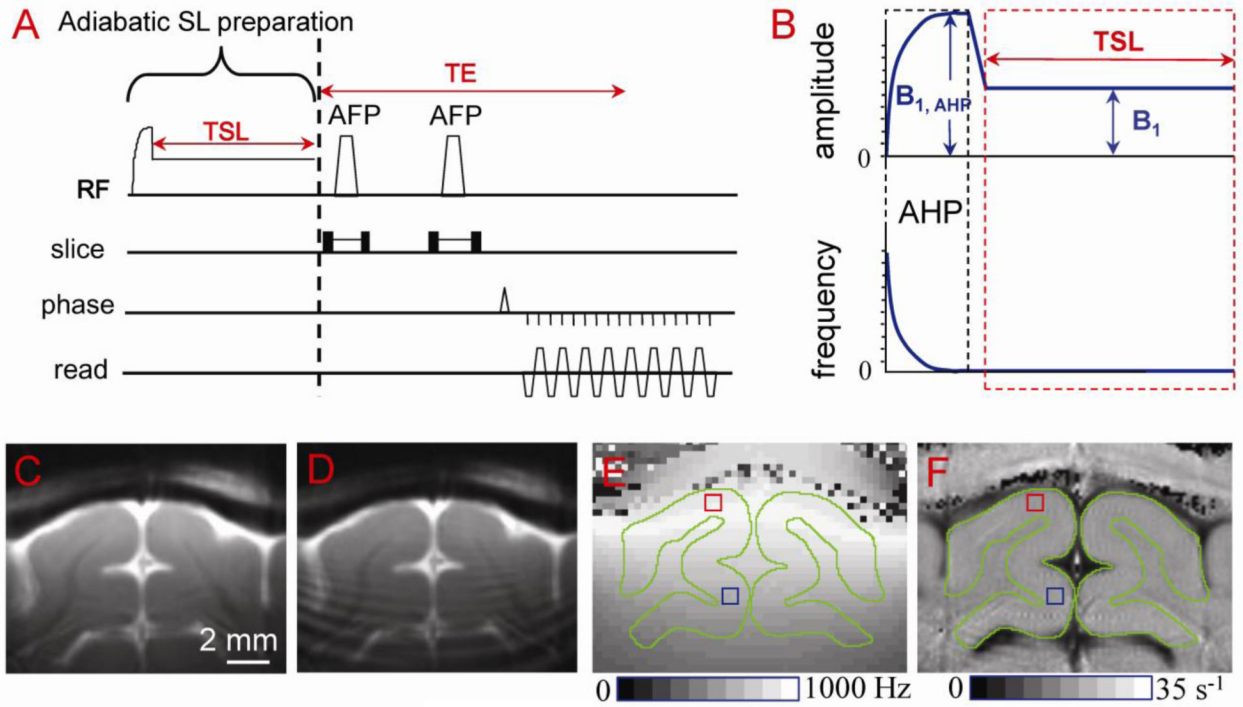 A
Adiabatic SL preparation
TE
AFP AFP
TSL
RF
slice
phase
read
B
TSL
B1, AHP
B1
amplitude
0
AHP
frequency
0
C
2 mm
D
E
0 1000 Hz
F
0 35 s-1